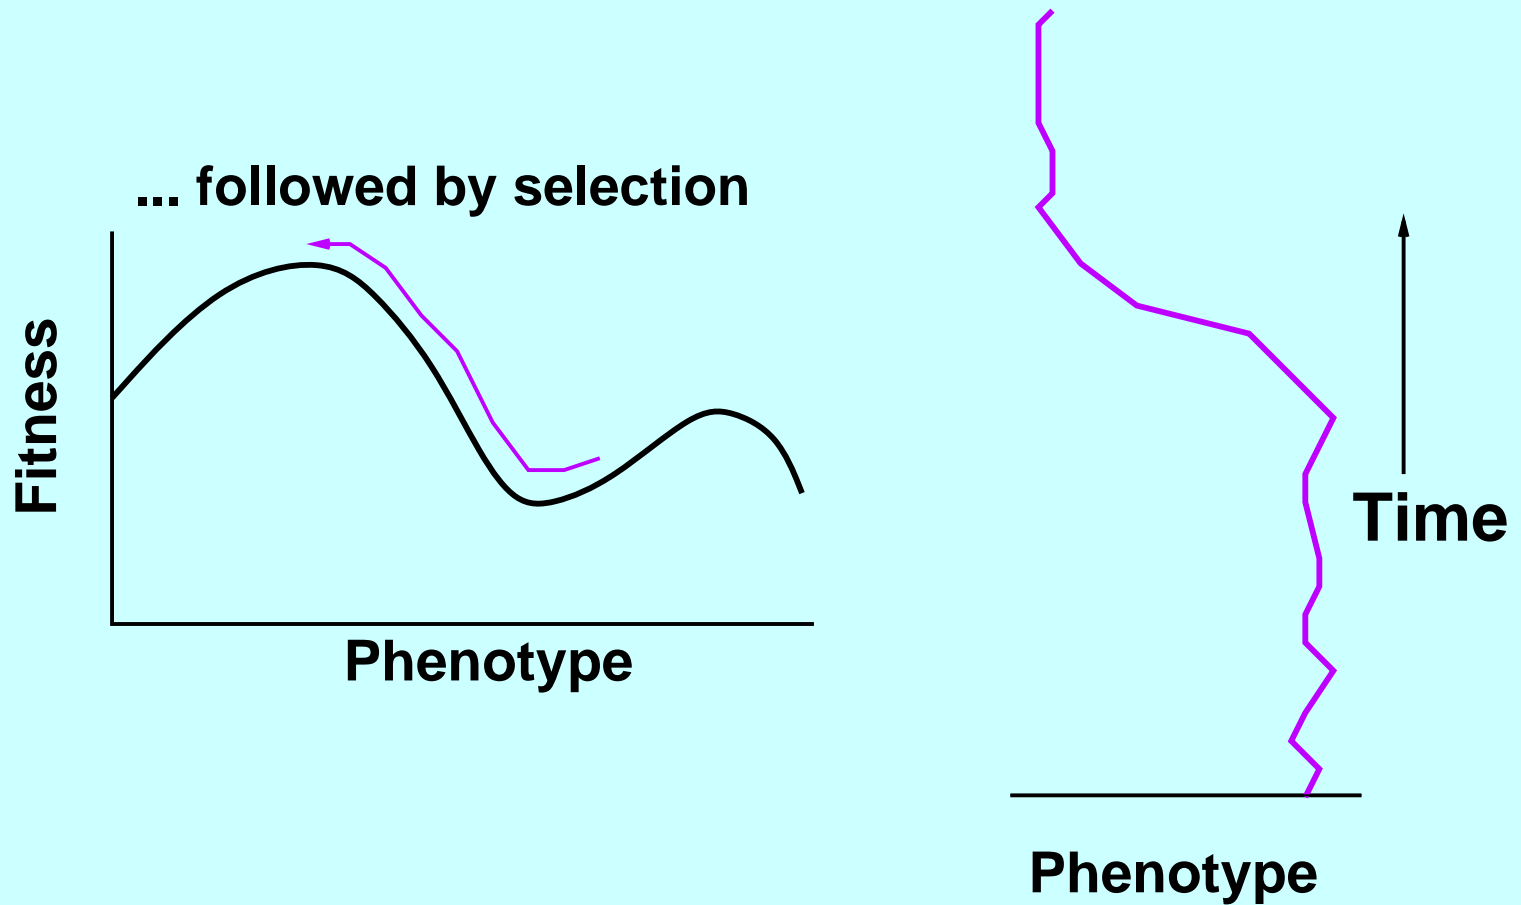 ... followed by selection
Fitness
Phenotype
Time
Phenotype